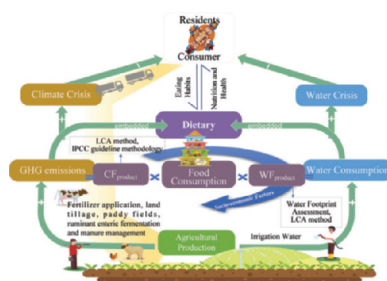 Residents
Consumer
Climate Crisis
Water Crisis
Eating
Habits
Nutrition and
Health
embedded
Dietary
embedded
LCA method,
IPCC guideline methodology
GHG emissions
CFproduct
Food
Consumption
WFproduct
Water Consumption
Socioeconomic Factors
Fertilizer application, land
tillage, paddy fields,
ruminant enteric fermentation
and manure management
Water Footprint
Assessment,
LCA method
Agricultural
Production
Irrigation Water